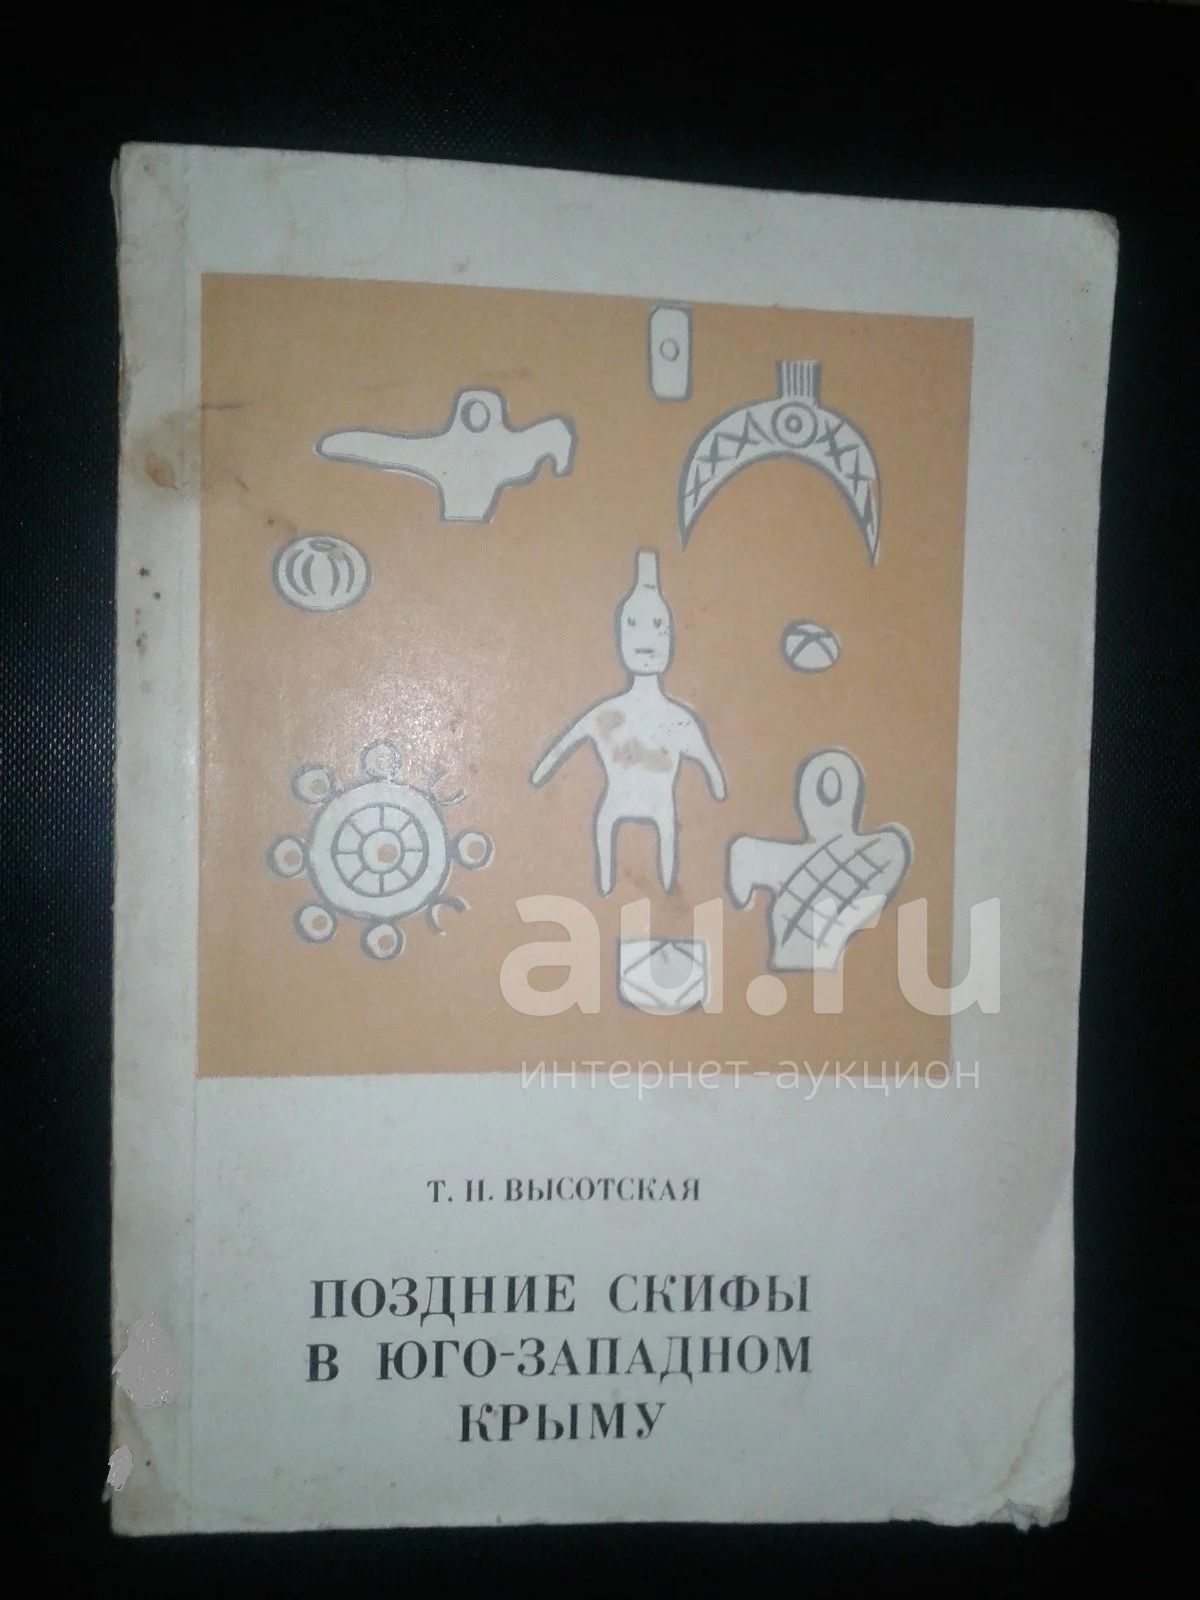 au.ru
интернет-аукцион
Т. Н. ВЫСОТСКАЯ
ПОЗДНИЕ СКИФЫ
В ЮГО-ЗАПАДНОМ
КРЫМУ